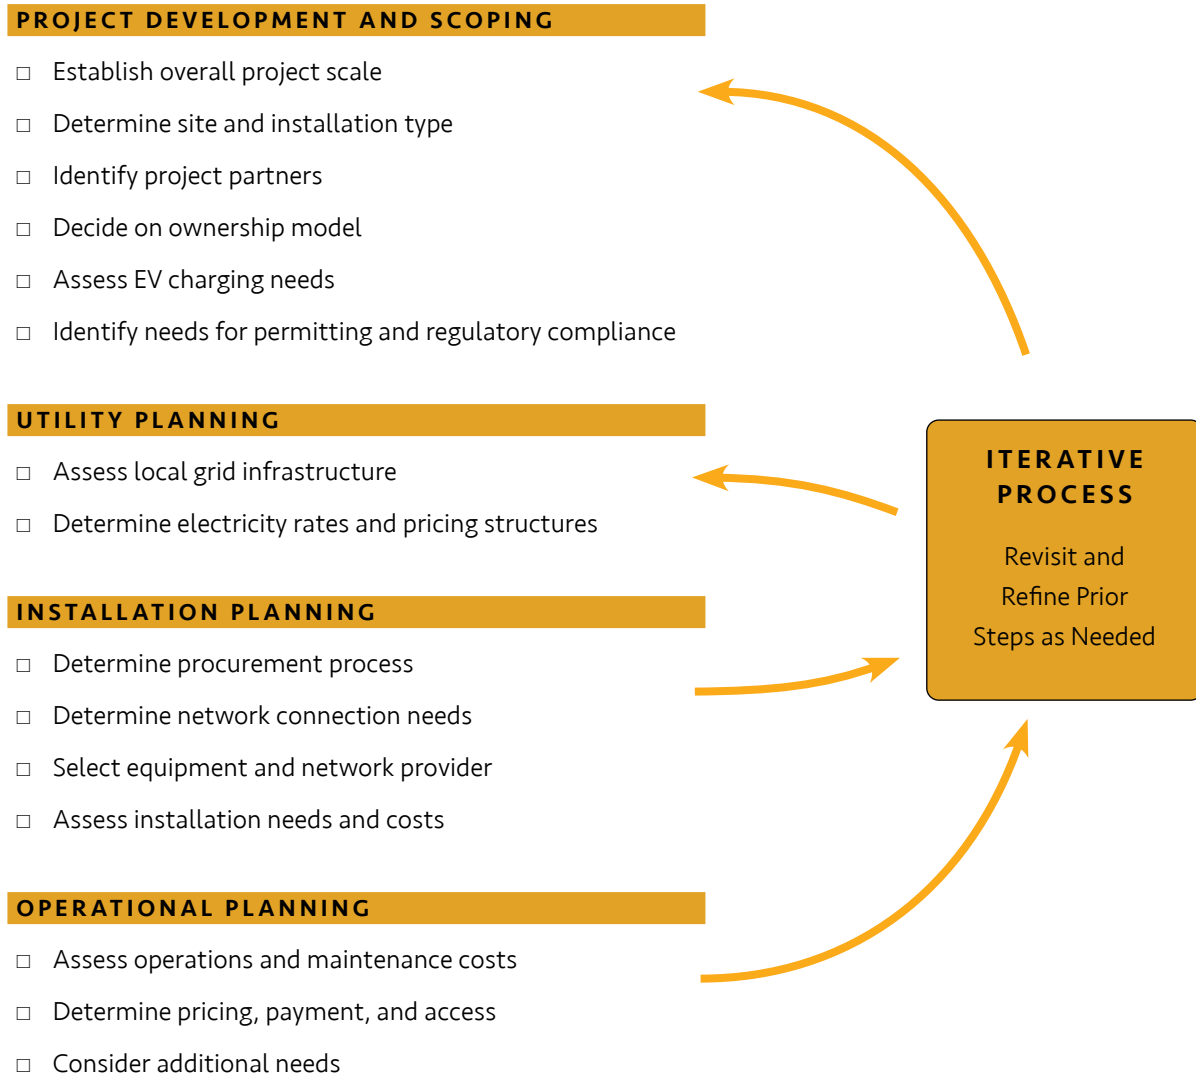 PROJECT DEVELOPMENT AND SCOPING
□ Establish overall project scale
□ Determine site and installation type
□ Identify project partners
□ Decide on ownership model
□ Assess EV charging needs
□ Identify needs for permitting and regulatory compliance
UTILITY PLANNING
□ Assess local grid infrastructure
□ Determine electricity rates and pricing structures
INSTALLATION PLANNING
□ Determine procurement process
□ Determine network connection needs
□ Select equipment and network provider
□ Assess installation needs and costs
OPERATIONAL PLANNING
□ Assess operations and maintenance costs
□ Determine pricing, payment, and access
□ Consider additional needs
ITERATIVE
PROCESS
Revisit and
Refine Prior
Steps as Needed